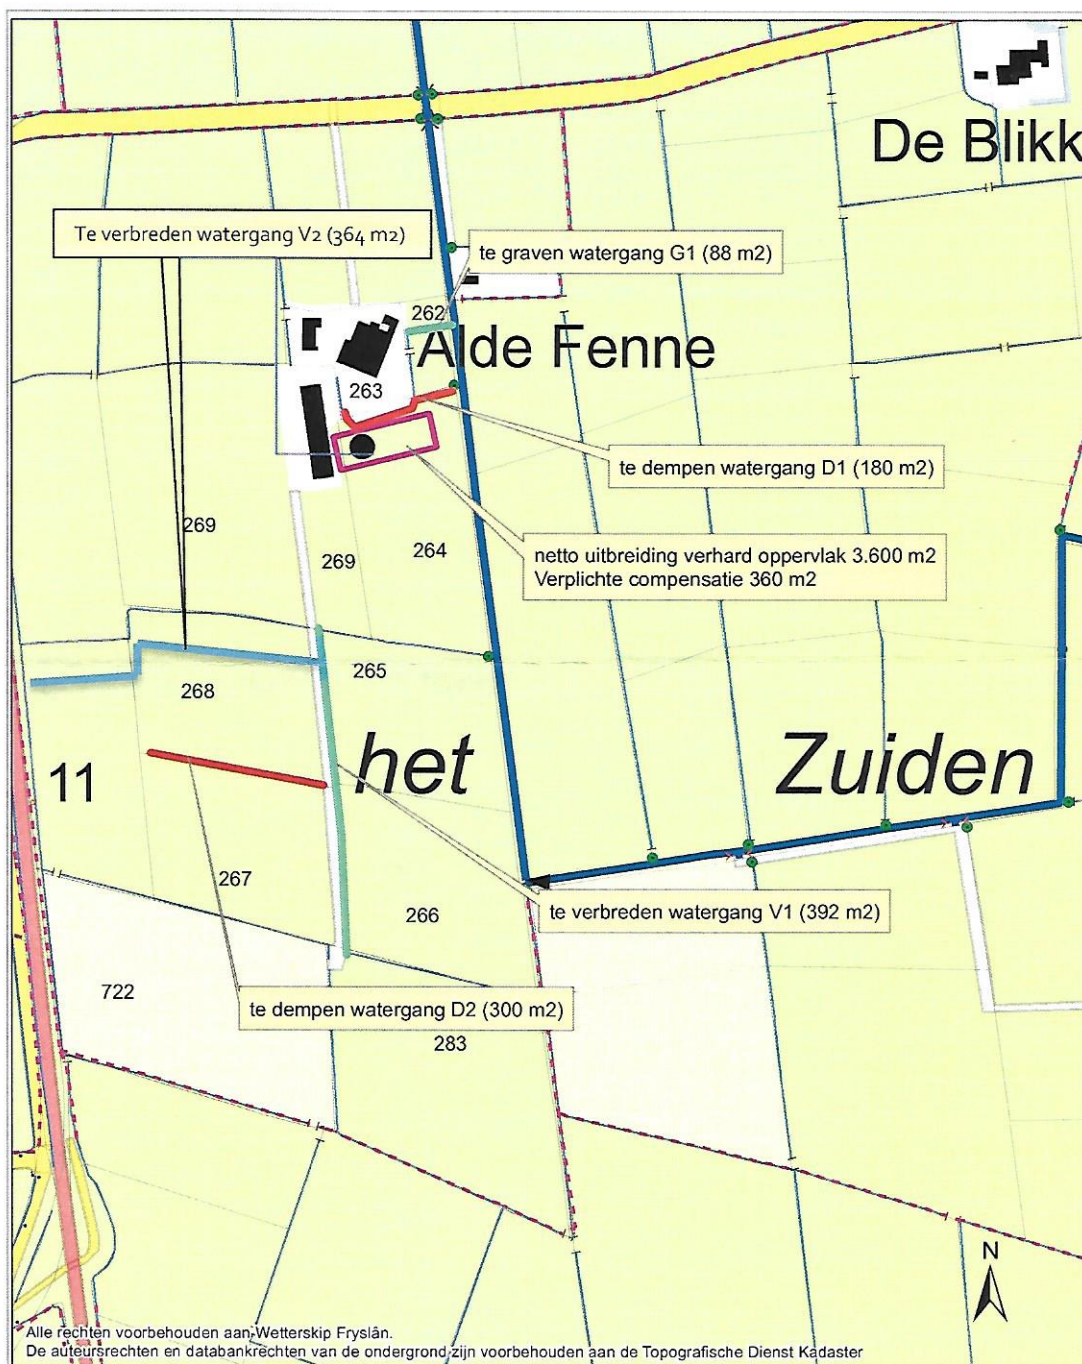 De Blikk
Te verbreden watergang V2 (364 m2)
te graven watergang G1 (88 m2)
262
Alde Fenne
263
te dempen watergang D1 (180 m2)
269
269
264
netto uitbreiding verhard oppervlak 3.600 m2
Verplichte compensatie 360 m2
265
268
11
het
Zuiden
267
266
te verbreden watergang V1 (392 m2)
722
te dempen watergang D2 (300 m2)
283
N
Alle rechten voorbehouden aan Wetterskip Fryslân.
De auteursrechten en databankrechten van de ondergrond zijn voorbehouden aan de Topografische Dienst Kadaster